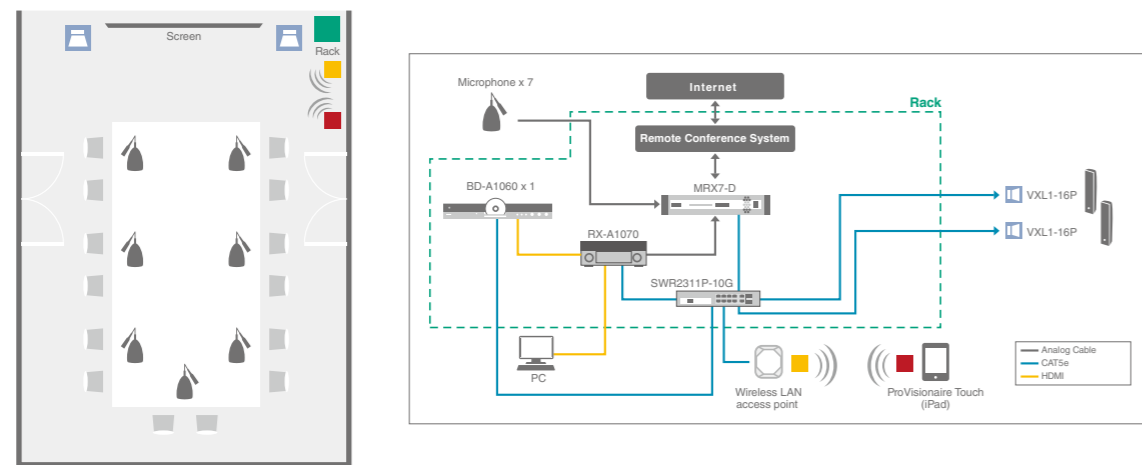 Screen
Rack
Microphone x 7
Internet
Rack
Remote Conference System
BD-A1060 x 1
MRX7-D
VXL1-16P
RX-A1070
VXL1-16P
SWR2311P-10G
PC
Wireless LAN
access point
ProVisionaire Touch
(iPad)
Analog Cable
CAT5e
HDMI